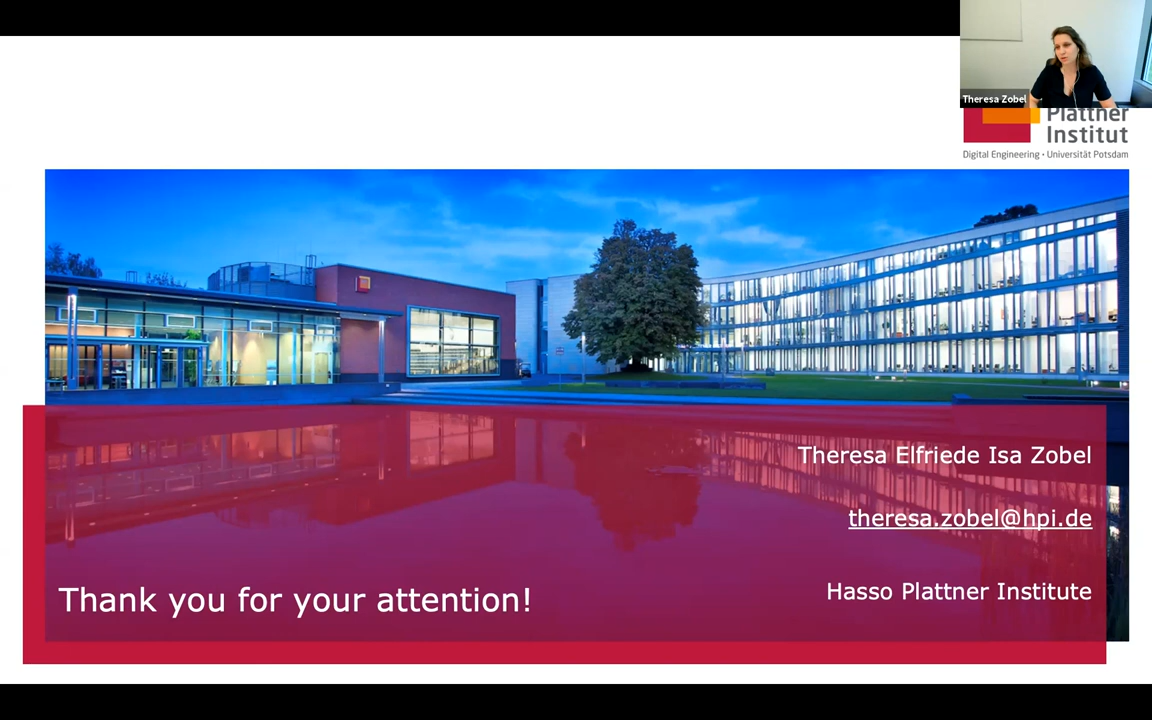 Theresa Zobel
Plattner
Institut
Digital Engineering • Universität Potsdam
Theresa Elfriede Isa Zobel
theresa.zobel@hpi.de
Hasso Plattner Institute
Thank you for your attention!